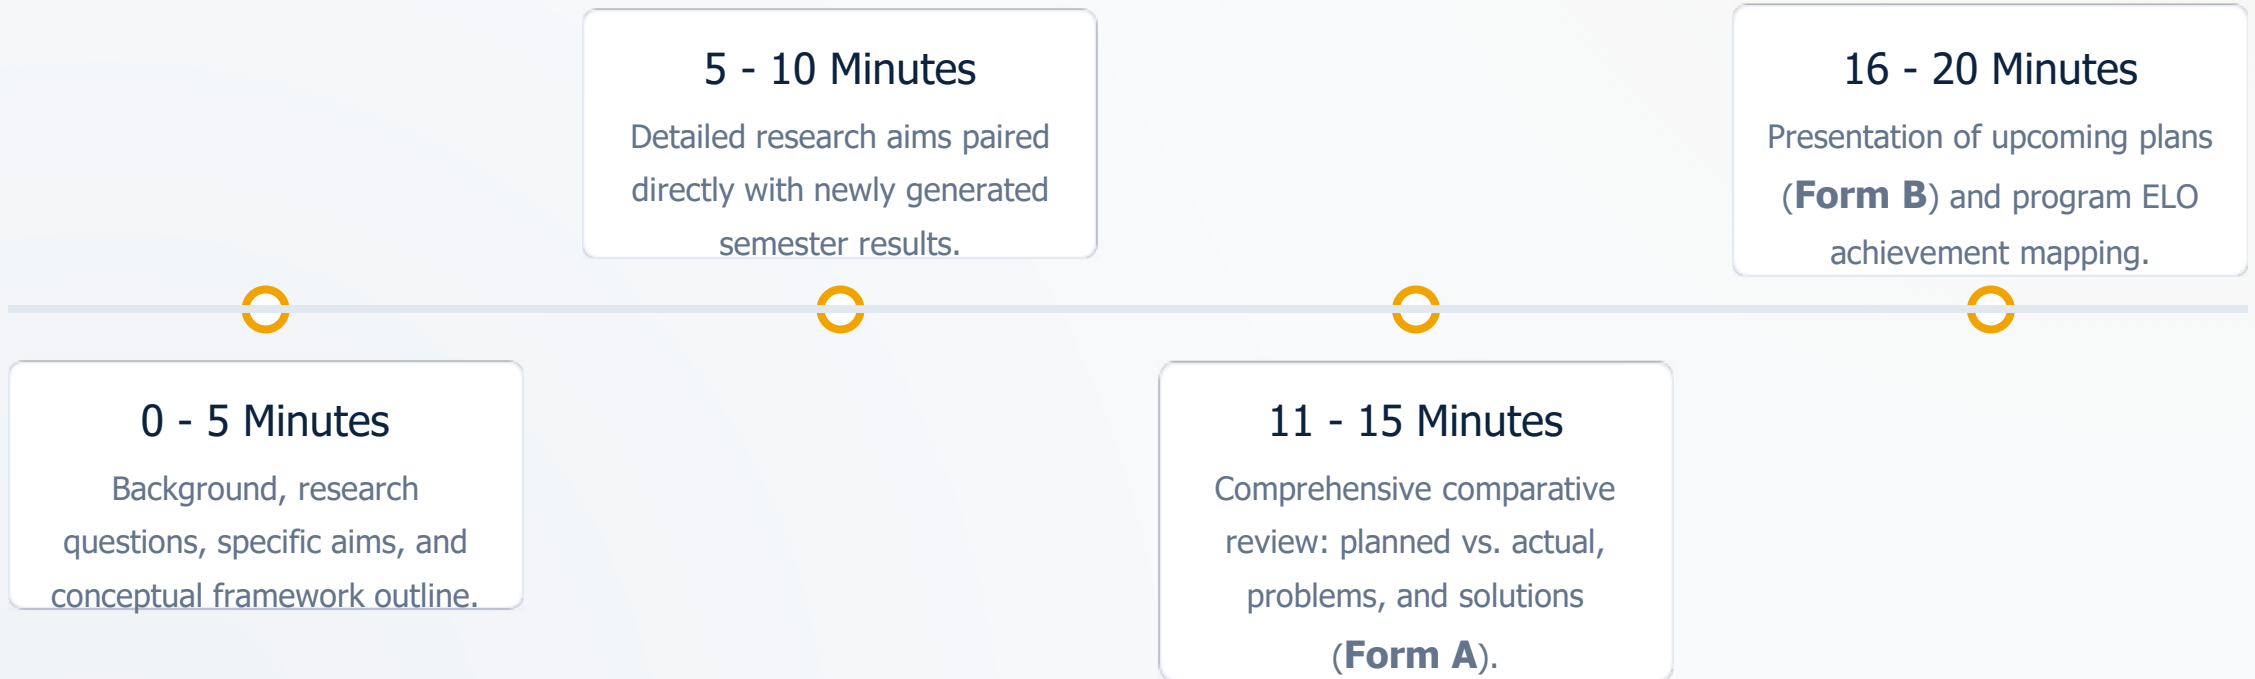 0 - 5 Minutes
Background, research
questions, specific aims, and
conceptual framework outline.
5 - 10 Minutes
Detailed research aims paired
directly with newly generated
semester results.
11 - 15 Minutes
Comprehensive comparative
review: planned vs. actual,
problems, and solutions
(Form A).
16 - 20 Minutes
Presentation of upcoming plans
(Form B) and program ELO
achievement mapping.